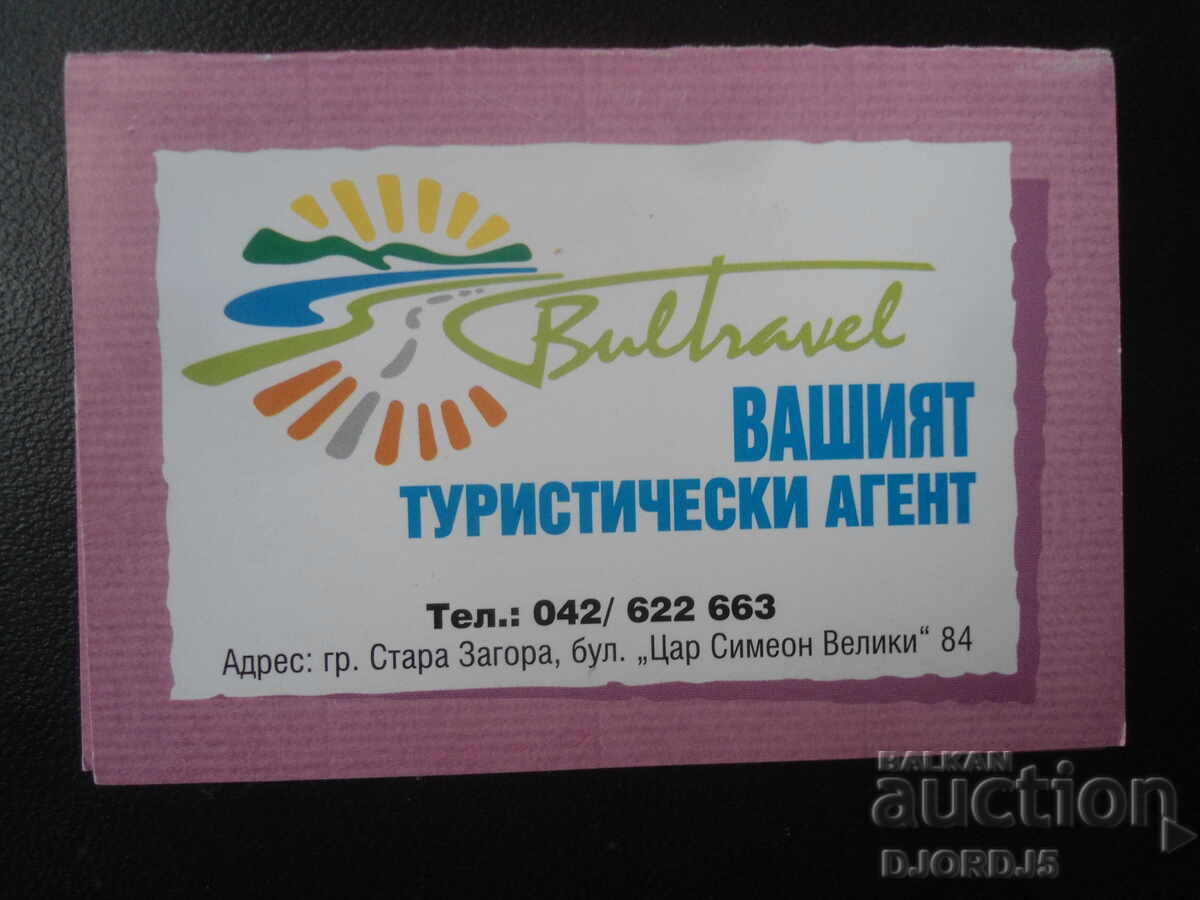 Bultravel
ВАШИЯТ
ТУРИСТИЧЕСКИ АГЕНТ
Тел.: 042/ 622 663
Адрес: гр. Стара Загора, бул. „Цар Симеон Велики“ 84
BALKAN
auction
DJORDJ5